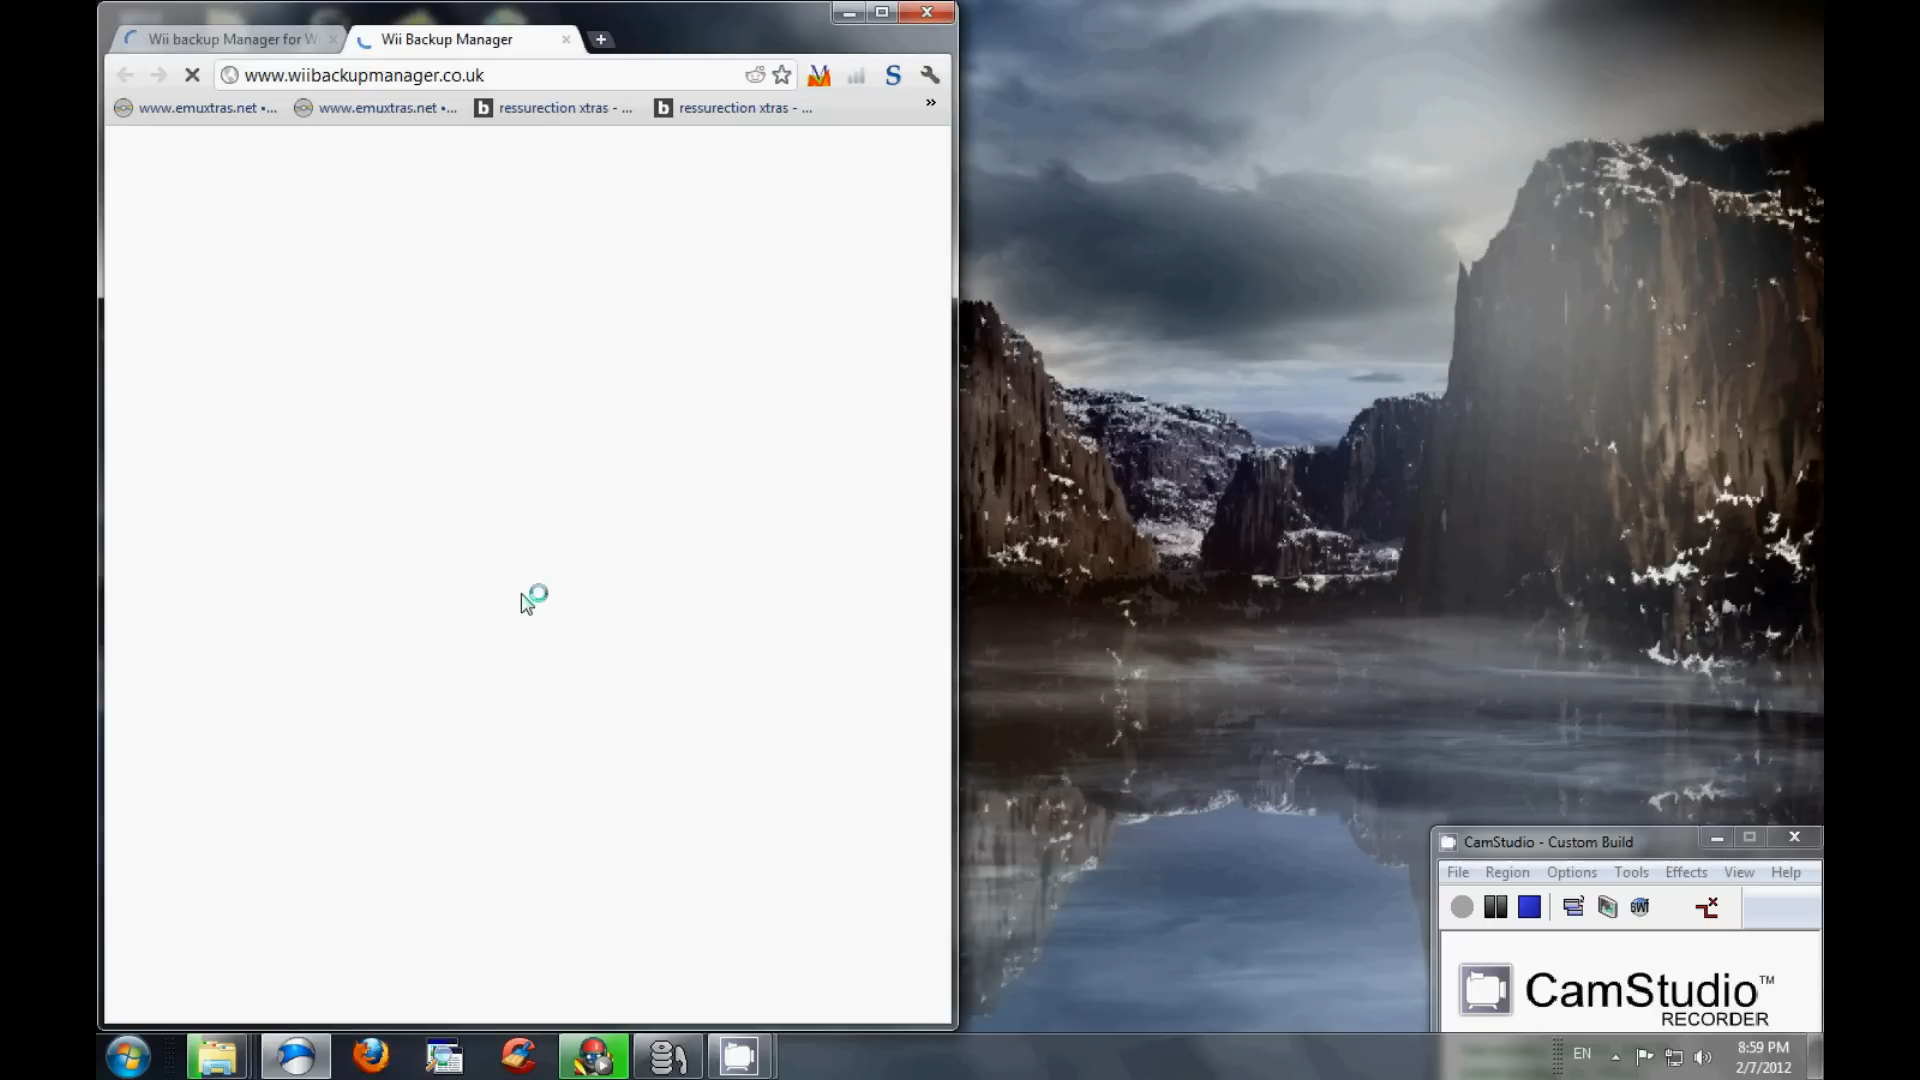 Wii backup Manager for Wi
Wii Backup Manager
www.wiibackupmanager.co.uk
S
www.emuxtras.net •...
www.emuxtras.net •...
b ressurection xtras - ...
b ressurection xtras - ...
»
CamStudio - Custom Build
File Region Options Tools Effects View Help
SWF
CamStudio™
RECORDER
EN
8:59 PM
2/7/2012